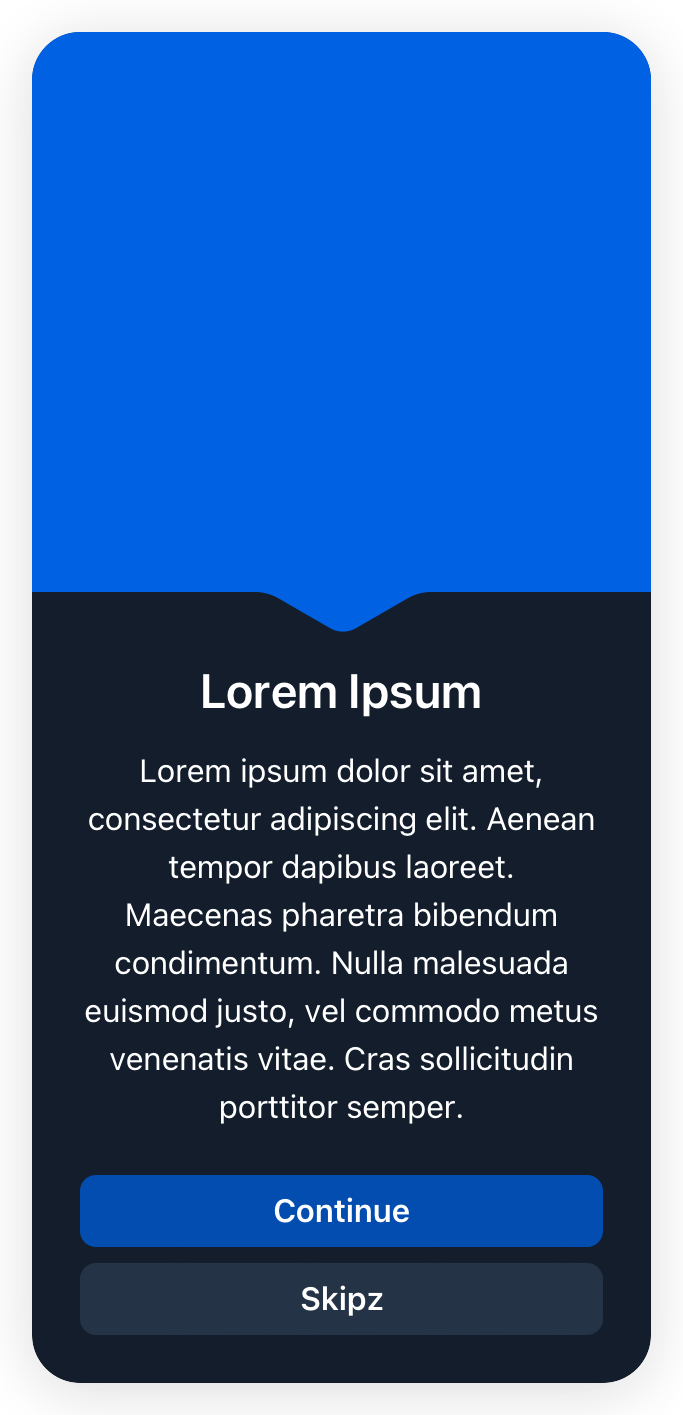 Lorem Ipsum
Lorem ipsum dolor sit amet,
consectetur adipiscing elit. Aenean
tempor dapibus laoreet.
Maecenas pharetra bibendum
condimentum. Nulla malesuada
euismod justo, vel commodo metus
venenatis vitae. Cras sollicitudin
porttitor semper.
Continue
Skipz